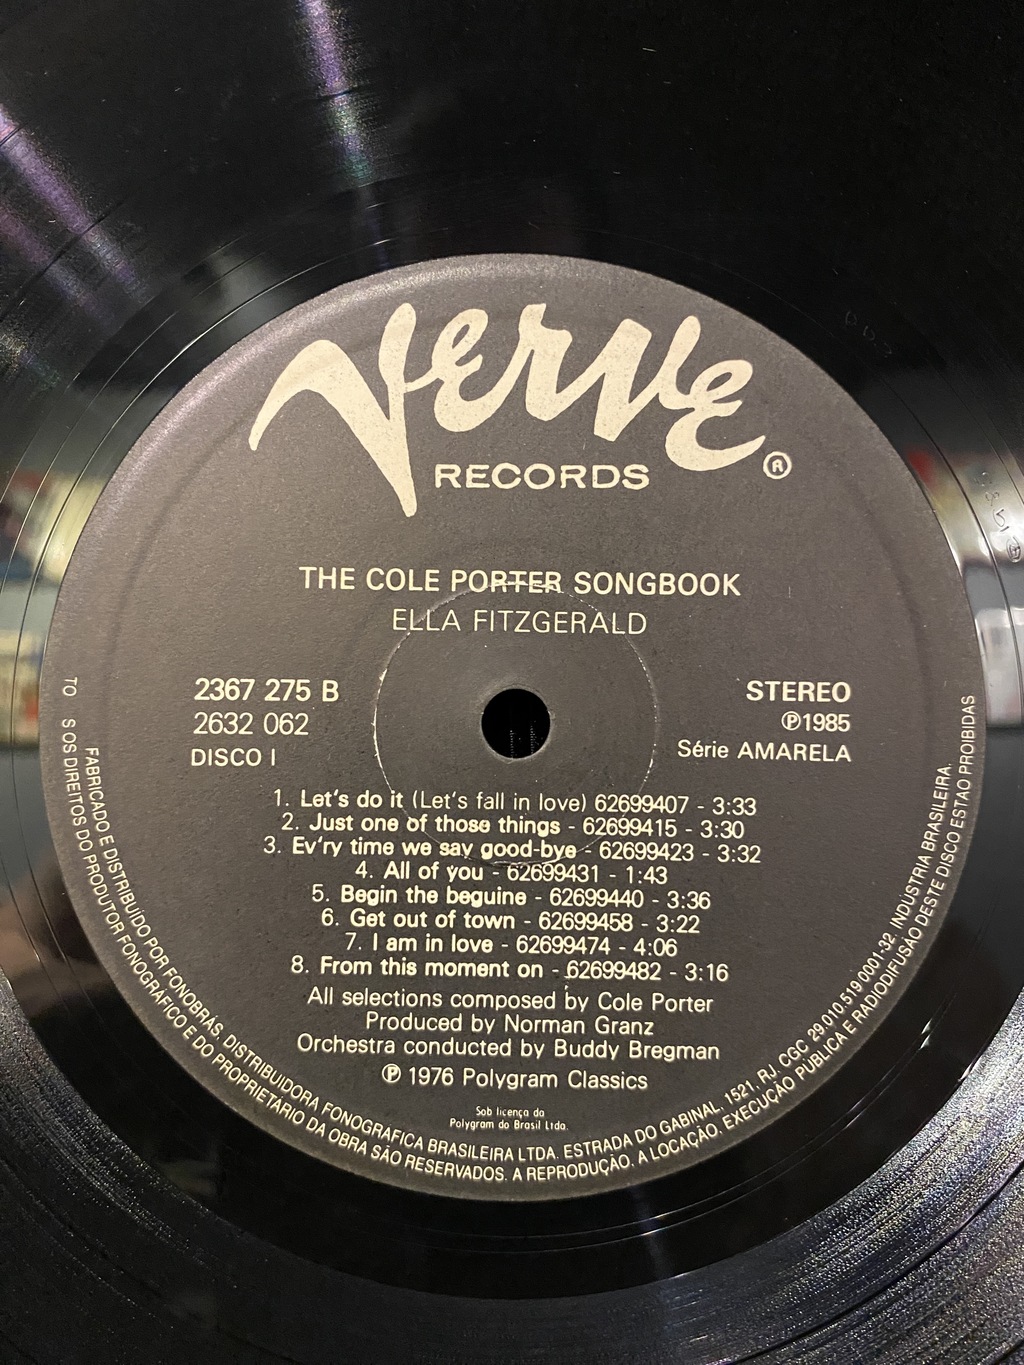 Verve®
RECORDS
THE COLE PORTER SONGBOOK
ELLA FITZGERALD
2367 275 B
2632 062
DISCO I
STEREO
℗1985
Série AMARELA
1. Let's do it (Let's fall in love) 62699407 - 3:33
2. Just one of those things - 62699415 - 3:30
3. Ev'ry time we say good-bye - 62699423 - 3:32
4. All of you - 62699431 - 1:43
5. Begin the beguine - 62699440 - 3:36
6. Get out of town - 62699458 - 3:22
7. I am in love - 62699474 - 4:06
8. From this moment on - 62699482 - 3:16
All selections composed by Cole Porter
Produced by Norman Granz
Orchestra conducted by Buddy Bregman
℗ 1976 Polygram Classics
Sob licença da
Polygram do Brasil Ltda.
FABRICADO E DISTRIBUIDO POR FONOBRÁS, DISTRIBUIDORA FONOGRÁFICA BRASILEIRA LTDA. ESTRADA DO GABINAL, 1521, RJ, CGC 29.010.519/0001-32, INDÚSTRIA BRASILEIRA.
TO S OS DIREITOS DO PRODUTOR FONOGRÁFICO E DO PROPRIETÁRIO DA OBRA SÃO RESERVADOS. A REPRODUÇÃO, A LOCAÇÃO, EXECUÇÃO PÚBLICA E RADIODIFUSÃO DESTE DISCO ESTÃO PROIBIDAS